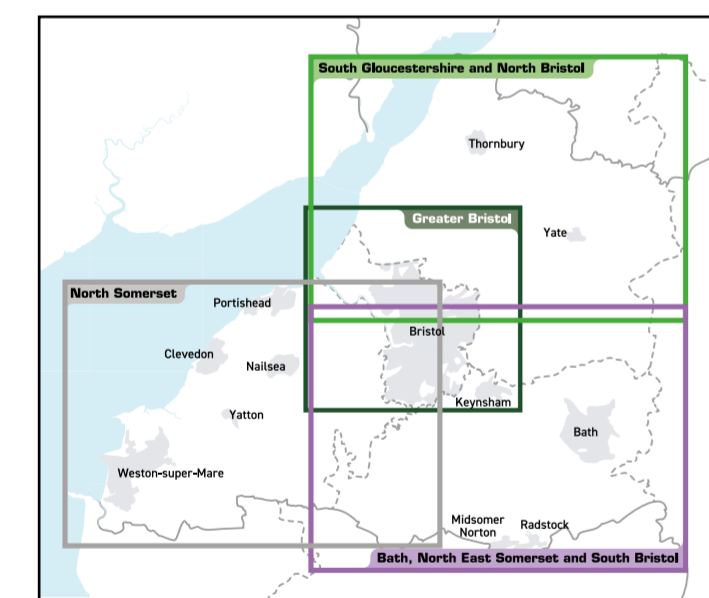 South Gloucestershire and North Bristol
Thornbury
Greater Bristol
Yate
North Somerset
Portishead
Bristol
Clevedon
Nailsea
Keynsham
Yatton
Bath
Weston-super-Mare
Midsomer
Norton
Radstock
Bath, North East Somerset and South Bristol